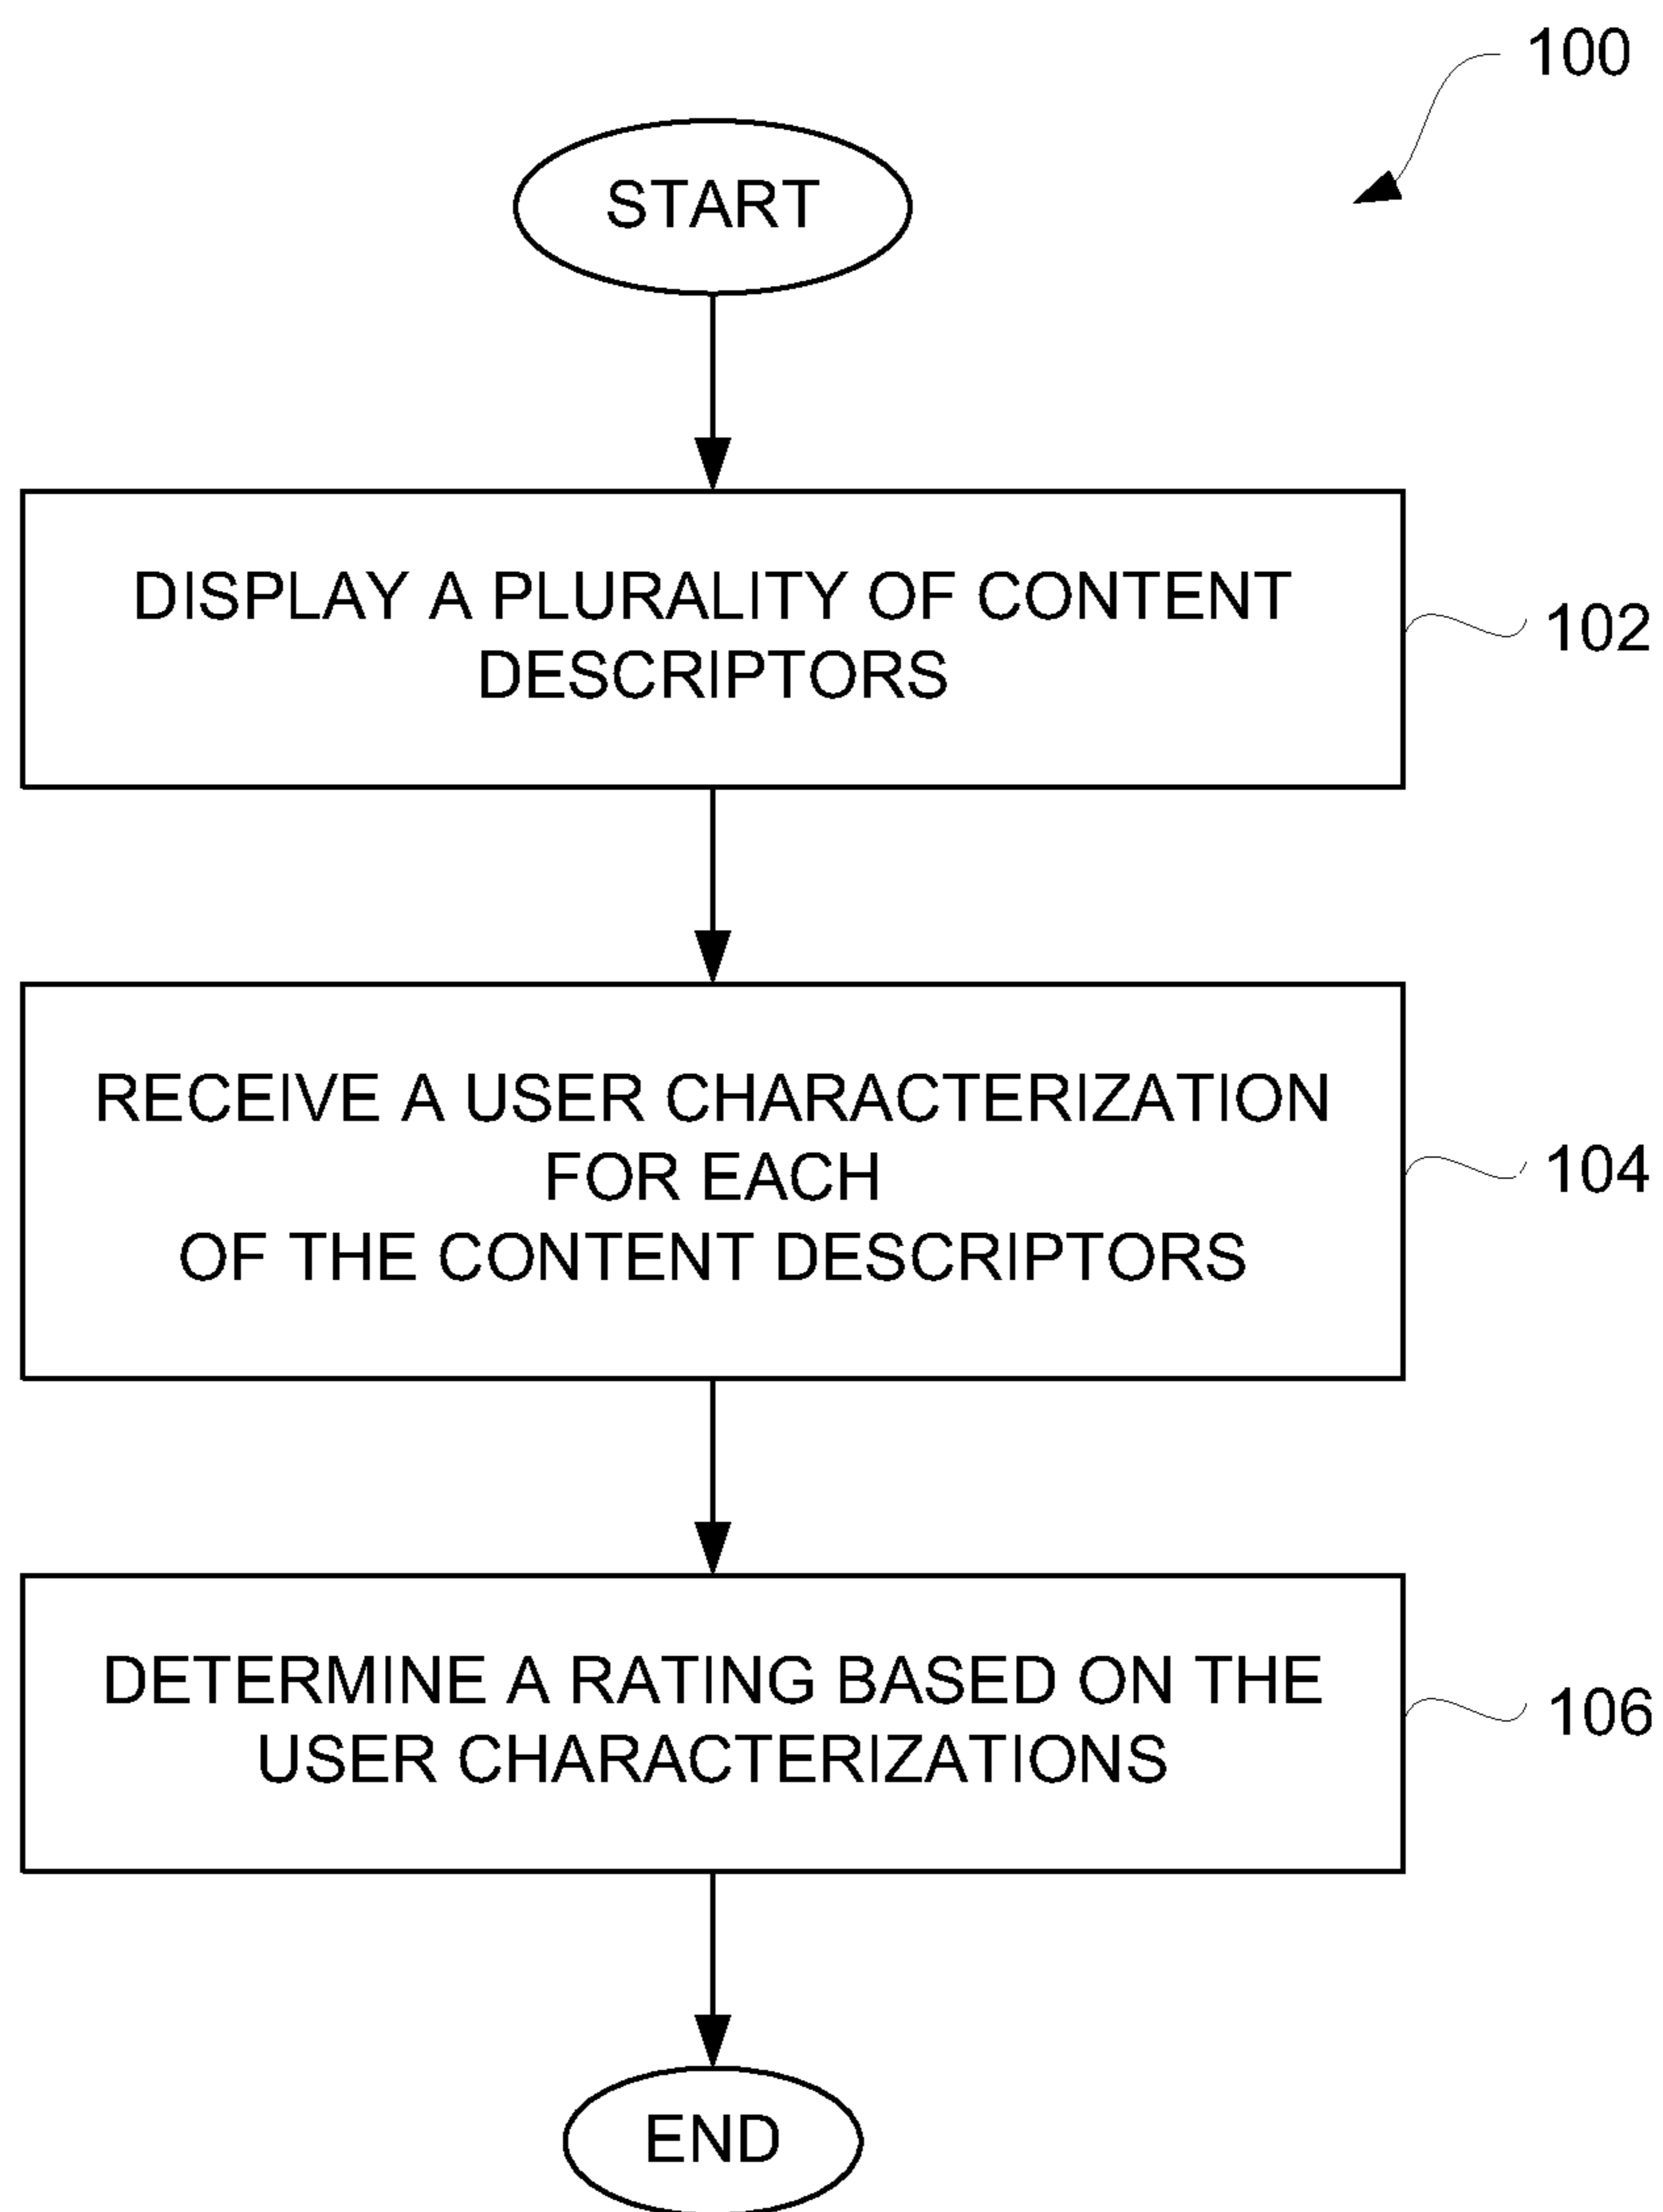 100
START
DISPLAY A PLURALITY OF CONTENT
DESCRIPTORS
102
RECEIVE A USER CHARACTERIZATION
FOR EACH
OF THE CONTENT DESCRIPTORS
104
DETERMINE A RATING BASED ON THE
USER CHARACTERIZATIONS
106
END